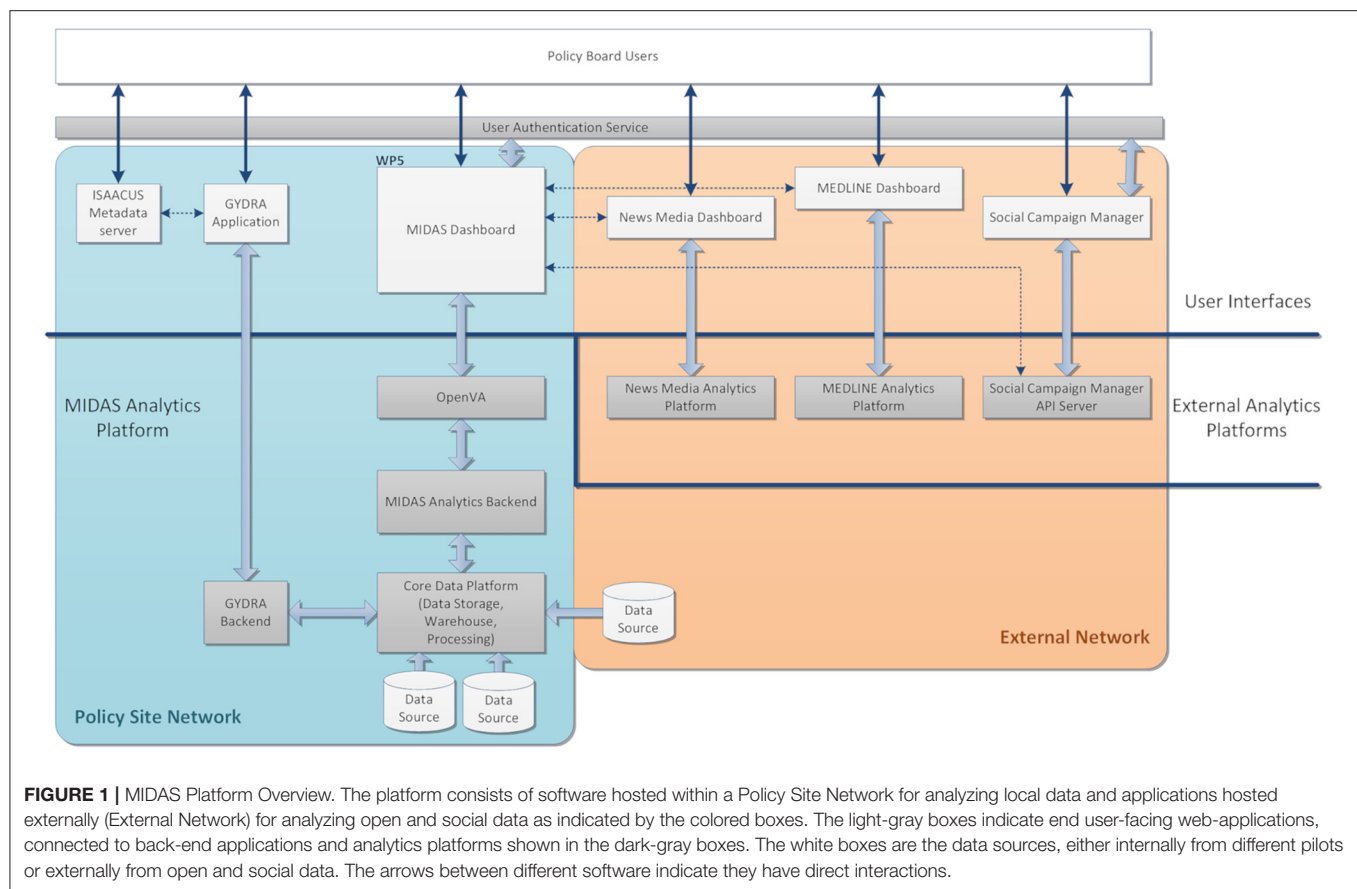 Policy Board Users
User Authentication Service
WP5
ISAACUS
Metadata
server
GYDRA
Application
MIDAS Dashboard
News Media Dashboard
MEDLINE Dashboard
Social Campaign Manager
User Interfaces
MIDAS Analytics
Platform
OpenVA
News Media Analytics
Platform
MEDLINE Analytics
Platform
Social Campaign Manager
API Server
External Analytics
Platforms
MIDAS Analytics Backend
GYDRA
Backend
Core Data Platform
(Data Storage,
Warehouse,
Processing)
Data
Source
External Network
Data
Source
Data
Source
Policy Site Network
FIGURE 1 | MIDAS Platform Overview. The platform consists of software hosted within a Policy Site Network for analyzing local data and applications hosted
externally (External Network) for analyzing open and social data as indicated by the colored boxes. The light-gray boxes indicate end user-facing web-applications,
connected to back-end applications and analytics platforms shown in the dark-gray boxes. The white boxes are the data sources, either internally from different pilots
or externally from open and social data. The arrows between different software indicate they have direct interactions.